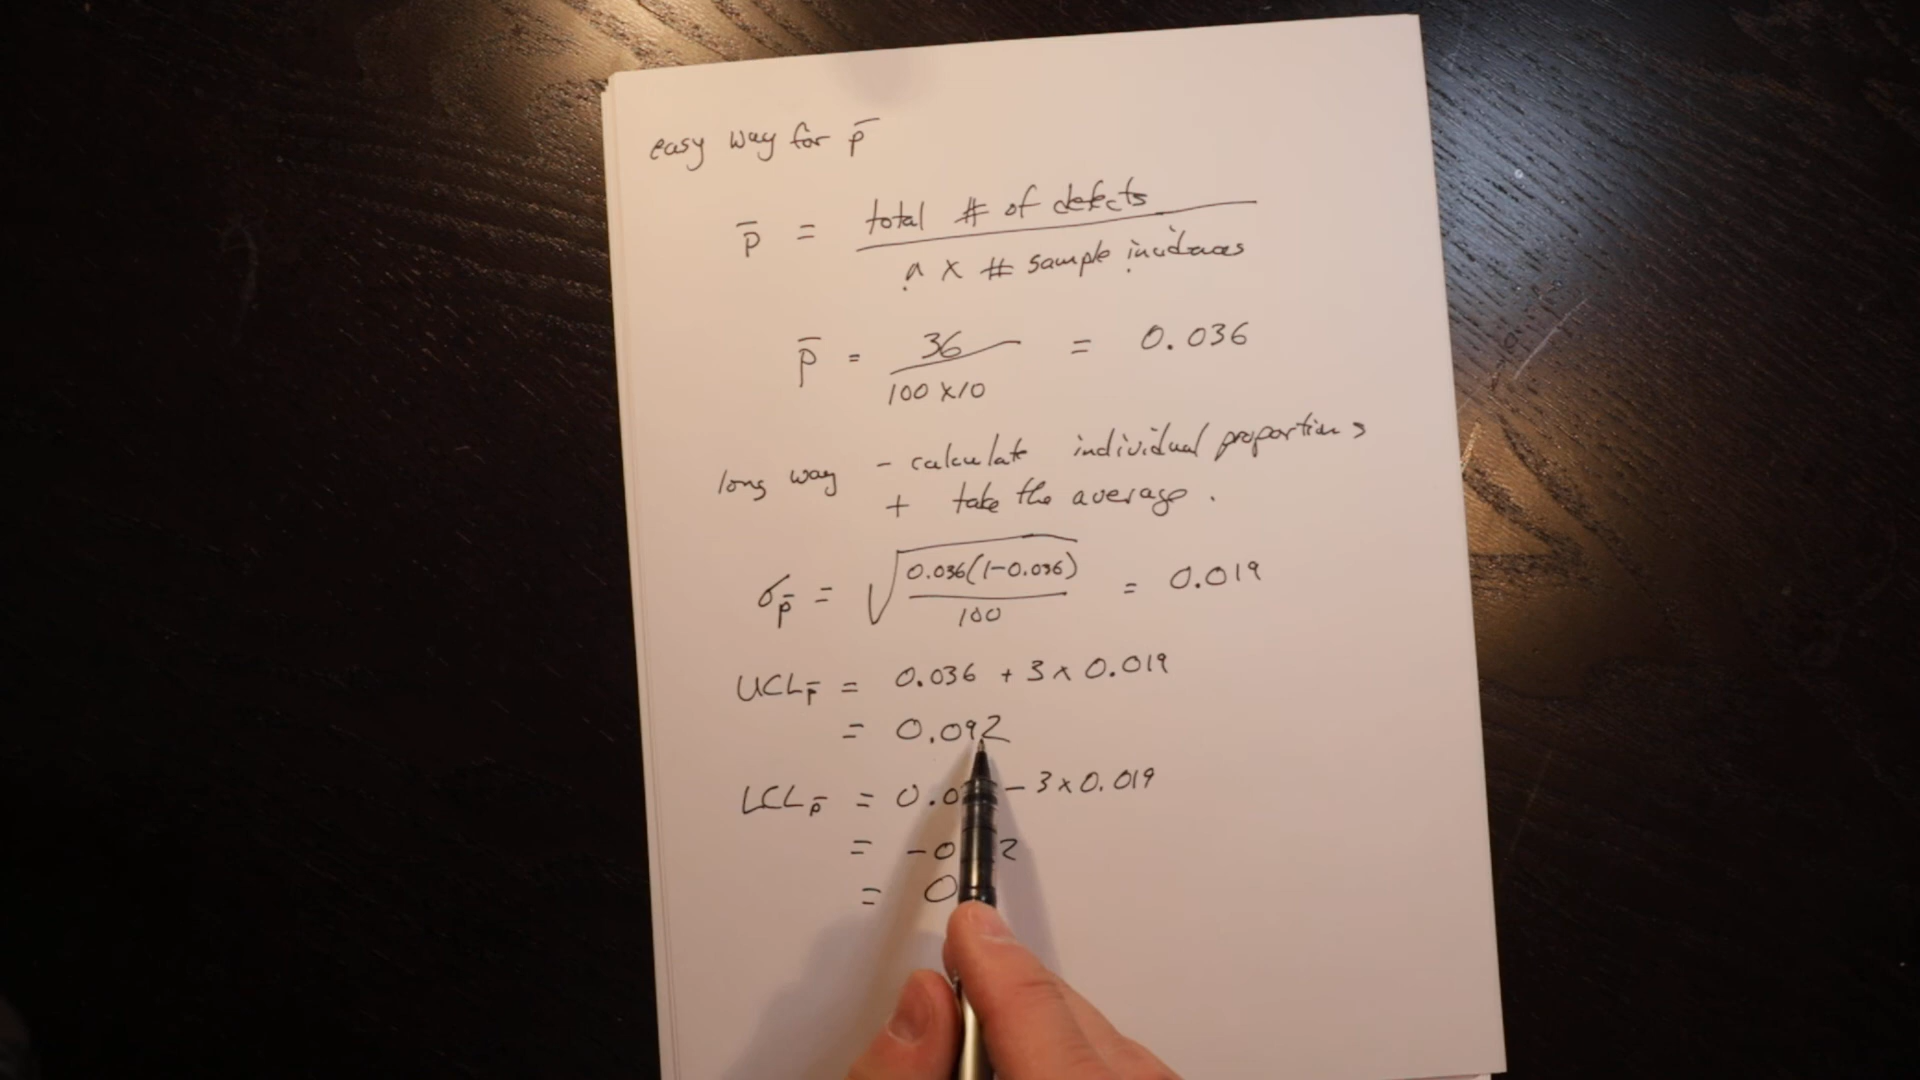 easy way for p̄
p̄ = total # of defects
n x # sample incidences
p̄ = 36 = 0.036
100 x 10
long way - calculate individual proportions
+ take the average.
σp̄ = √ 0.036(1-0.036) = 0.019
100
UCLp̄ = 0.036 + 3 x 0.019
= 0.092
LCLp̄ = 0.0 - 3 x 0.019
= -0 2
= 0